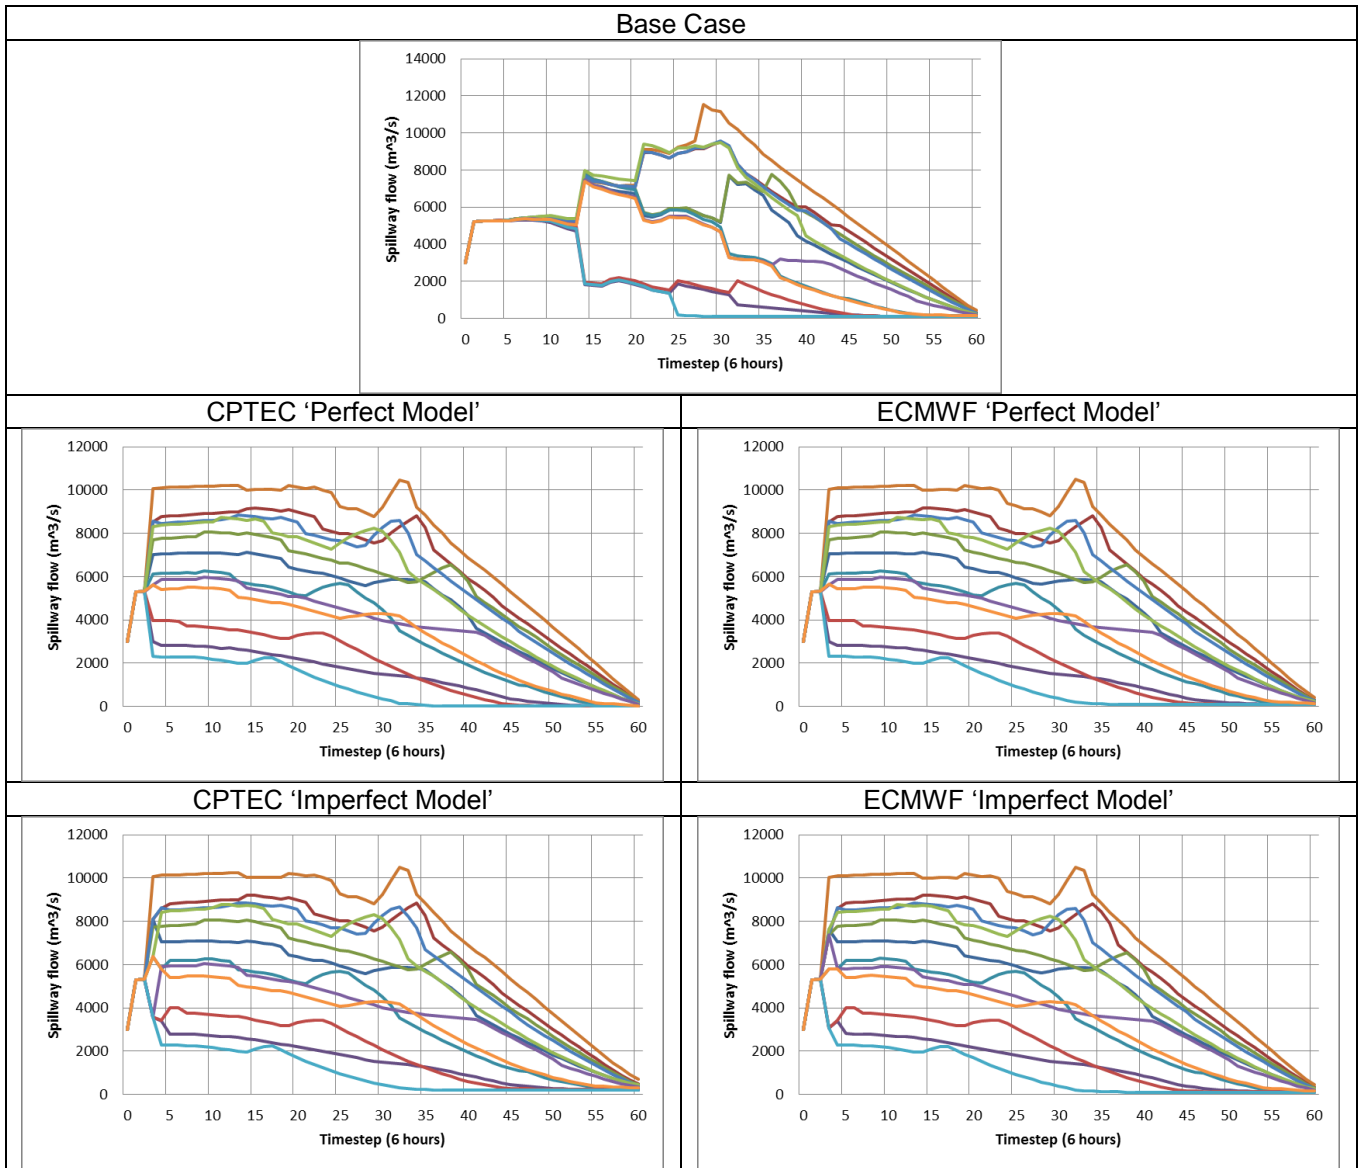 Base Case
14000
12000
10000
8000
6000
4000
2000
0
Spillway flow (m^3/s)
0 5 10 15 20 25 30 35 40 45 50 55 60
Timestep (6 hours)
CPTEC 'Perfect Model'
12000
10000
8000
6000
4000
2000
0
Spillway flow (m^3/s)
0 5 10 15 20 25 30 35 40 45 50 55 60
Timestep (6 hours)
ECMWF 'Perfect Model'
12000
10000
8000
6000
4000
2000
0
Spillway flow (m^3/s)
0 5 10 15 20 25 30 35 40 45 50 55 60
Timestep (6 hours)
CPTEC 'Imperfect Model'
12000
10000
8000
6000
4000
2000
0
Spillway flow (m^3/s)
0 5 10 15 20 25 30 35 40 45 50 55 60
Timestep (6 hours)
ECMWF 'Imperfect Model'
12000
10000
8000
6000
4000
2000
0
Spillway flow (m^3/s)
0 5 10 15 20 25 30 35 40 45 50 55 60
Timestep (6 hours)